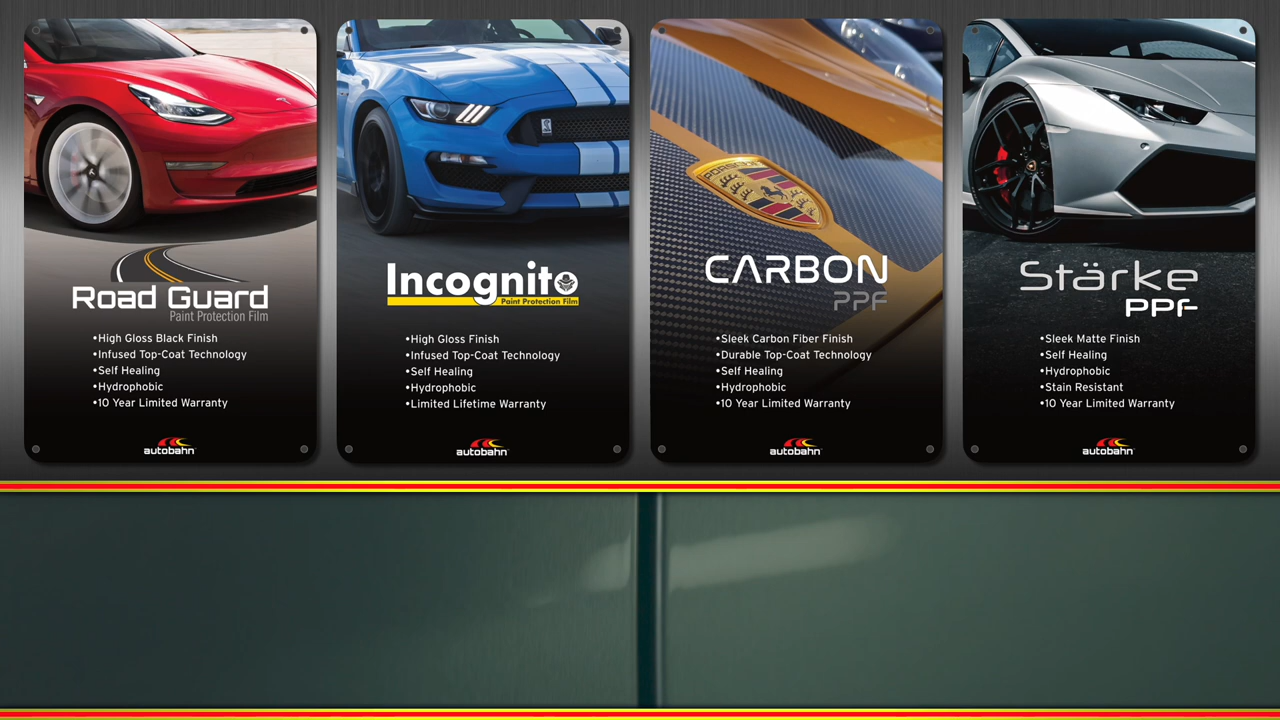 Road Guard
Paint Protection Film
•High Gloss Black Finish
•Infused Top-Coat Technology
•Self Healing
•Hydrophobic
•10 Year Limited Warranty
autobahn
Incognito
Paint Protection Film
•High Gloss Finish
•Infused Top-Coat Technology
•Self Healing
•Hydrophobic
•Limited Lifetime Warranty
autobahn
PORSCHE
CARBON
PPF
•Sleek Carbon Fiber Finish
•Durable Top-Coat Technology
•Self Healing
•Hydrophobic
•10 Year Limited Warranty
autobahn
Stärke
PPF
•Sleek Matte Finish
•Self Healing
•Hydrophobic
•Stain Resistant
•10 Year Limited Warranty
autobahn